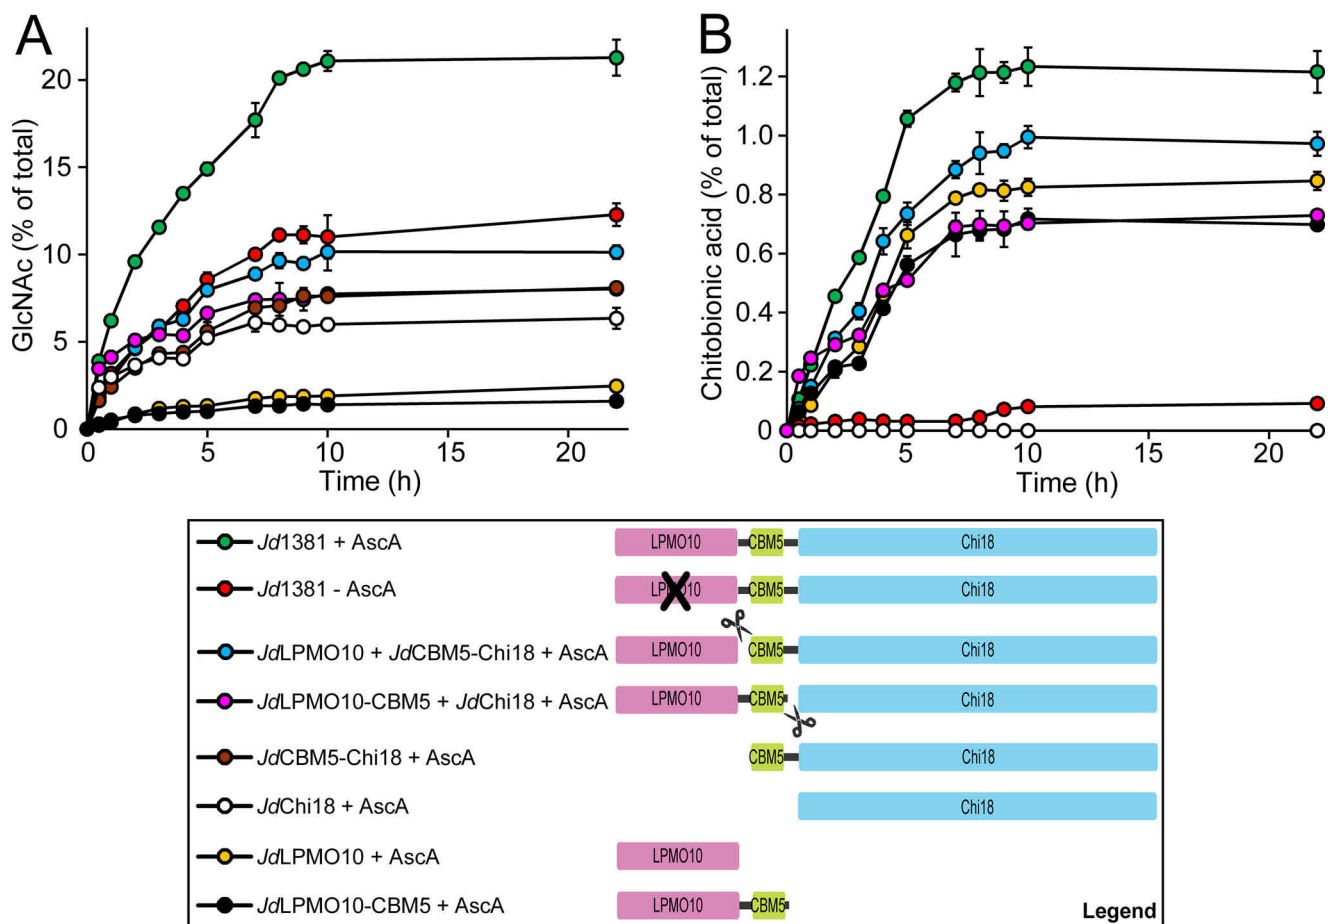 A
GlcNAc (% of total)
20
15
10
5
0
0 5 10 15 20
Time (h)
B
Chitobionic acid (% of total)
1.2
1.0
0.8
0.6
0.4
0.2
0
0 5 10 15 20
Time (h)
Jd1381 + AscA LPMO10 CBM5 Chi18
Jd1381 - AscA LPMO10 CBM5 Chi18
JdLPMO10 + JdCBM5-Chi18 + AscA LPMO10 CBM5 Chi18
JdLPMO10-CBM5 + JdChi18 + AscA LPMO10 CBM5 Chi18
JdCBM5-Chi18 + AscA CBM5 Chi18
JdChi18 + AscA Chi18
JdLPMO10 + AscA LPMO10
JdLPMO10-CBM5 + AscA LPMO10 CBM5
Legend